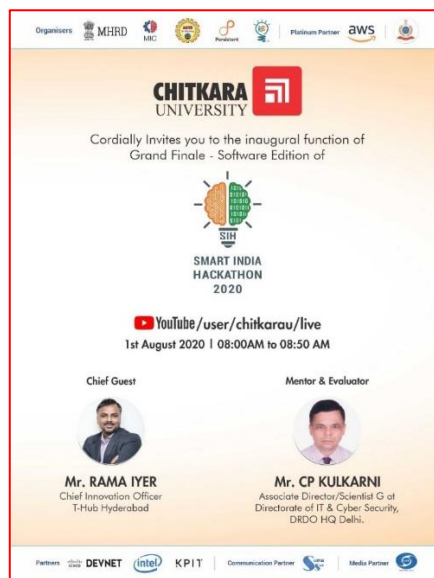 Organisers MHRD MIC Persistent Platinum Partner aws
CHITKARA
UNIVERSITY
Cordially Invites you to the inaugural function of
Grand Finale - Software Edition of
SIH
SMART INDIA
HACKATHON
2020
YouTube/user/chitkarau/live
1st August 2020 | 08:00AM to 08:50 AM
Chief Guest
Mr. RAMA IYER
Chief Innovation Officer
T-Hub Hyderabad
Mentor & Evaluator
Mr. CP KULKARNI
Associate Director/Scientist G at
Directorate of IT & Cyber Security,
DRDO HQ Delhi.
Partners DEVNET intel KPIT Communication Partner Media Partner